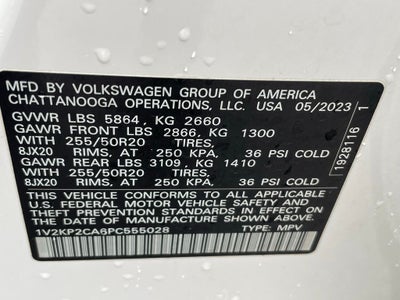 MFD BY VOLKSWAGEN GROUP OF AMERICA
CHATTANOOGA OPERATIONS, LLC. USA 05/2023
GVWR LBS 5864, KG 2660
GAWR FRONT LBS 2866, KG 1300
WITH 255/50R20 TIRES,
8JX20 RIMS, AT 250 KPA, 36 PSI COLD
GAWR REAR LBS 3109, KG 1410
WITH 255/50R20 TIRES,
8JX20 RIMS, AT 250 KPA, 36 PSI COLD
THIS VEHICLE CONFORMS TO ALL APPLICABLE
U.S. FEDERAL MOTOR VEHICLE SAFETY AND
THEFT PREVENTION STANDARDS IN EFFECT ON
THE DATE OF MANUFACTURE SHOWN ABOVE.
1V2KP2CA6PC555028 TYPE: MPV
1928116 1